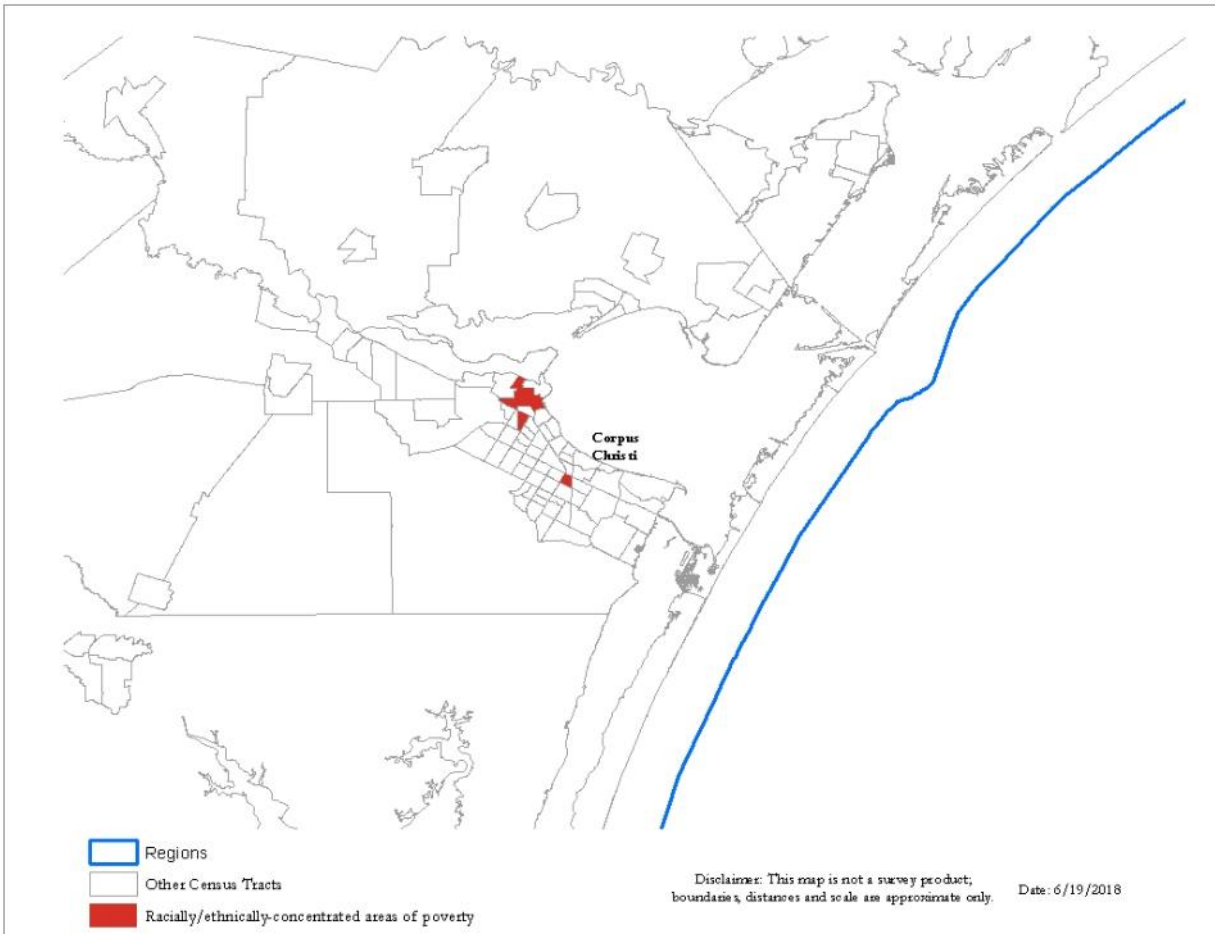 Corpus
Christi
Regions
Other Census Tracts
Racially/ethnically-concentrated areas of poverty
Disclaimer: This map is not a survey product;
boundaries, distances and scale are approximate only.
Date: 6/19/2018